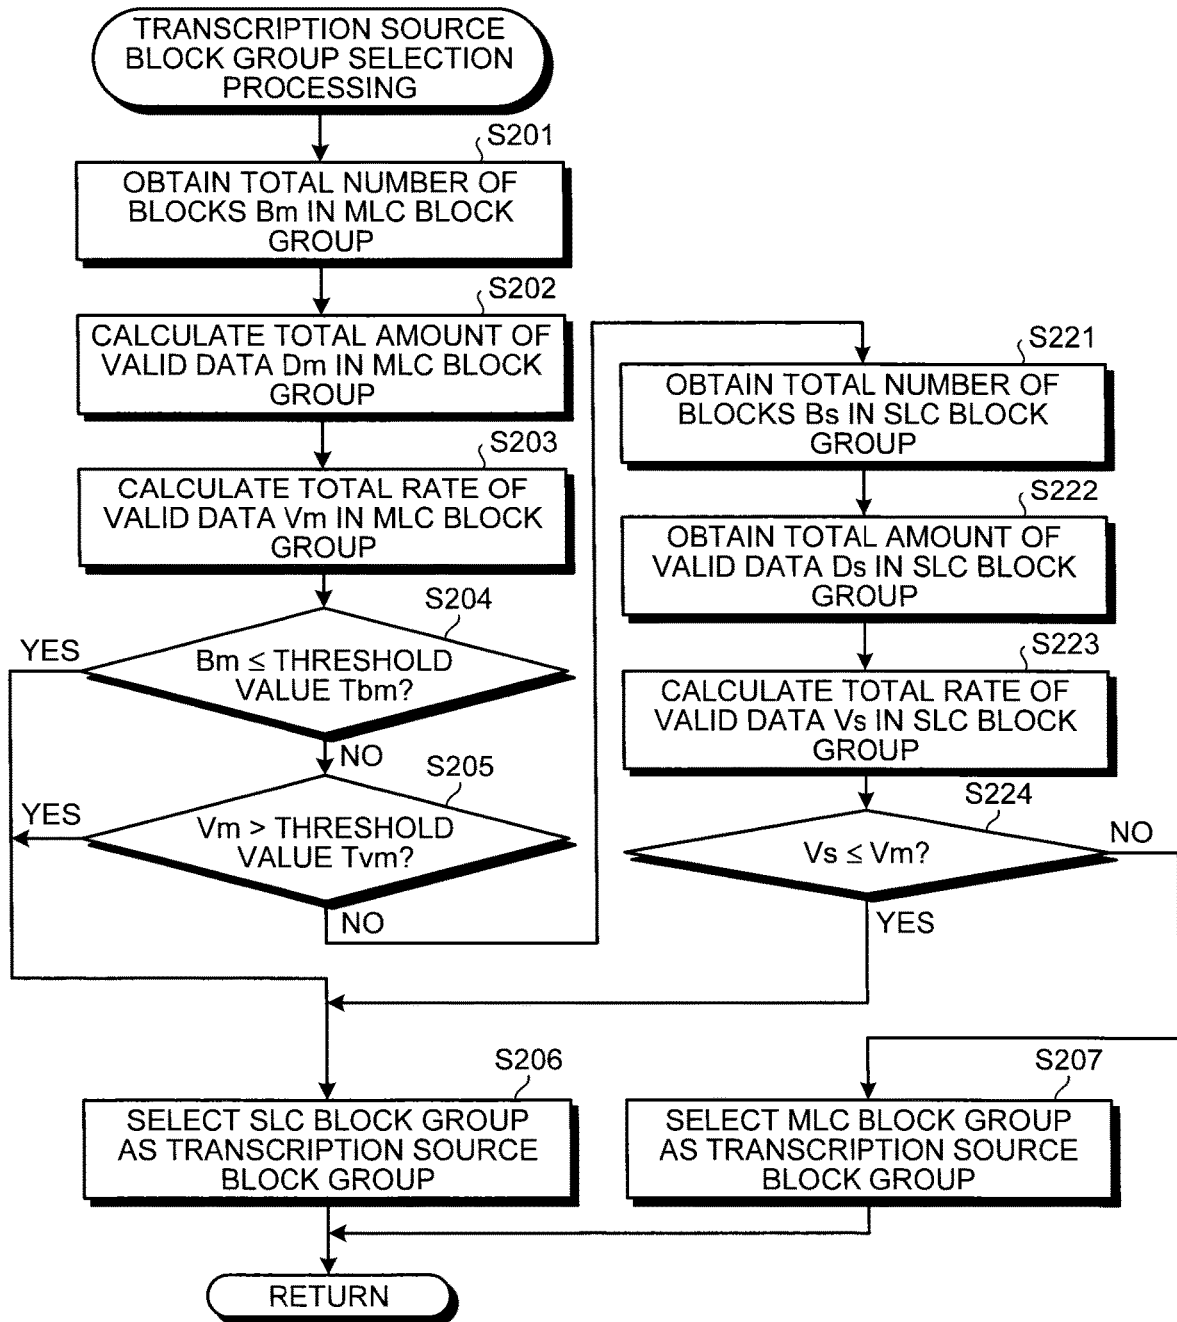 TRANSCRIPTION SOURCE
BLOCK GROUP SELECTION
PROCESSING
S201
OBTAIN TOTAL NUMBER OF
BLOCKS Bm IN MLC BLOCK
GROUP
S202
CALCULATE TOTAL AMOUNT OF
VALID DATA Dm IN MLC BLOCK
GROUP
S203
CALCULATE TOTAL RATE OF
VALID DATA Vm IN MLC BLOCK
GROUP
S204
YES
Bm ≤ THRESHOLD
VALUE Tbm?
NO
S205
YES
Vm > THRESHOLD
VALUE Tvm?
NO
S221
OBTAIN TOTAL NUMBER OF
BLOCKS Bs IN SLC BLOCK
GROUP
S222
OBTAIN TOTAL AMOUNT OF
VALID DATA Ds IN SLC BLOCK
GROUP
S223
CALCULATE TOTAL RATE OF
VALID DATA Vs IN SLC BLOCK
GROUP
S224
NO
Vs ≤ Vm?
YES
S206
SELECT SLC BLOCK GROUP
AS TRANSCRIPTION SOURCE
BLOCK GROUP
S207
SELECT MLC BLOCK GROUP
AS TRANSCRIPTION SOURCE
BLOCK GROUP
RETURN